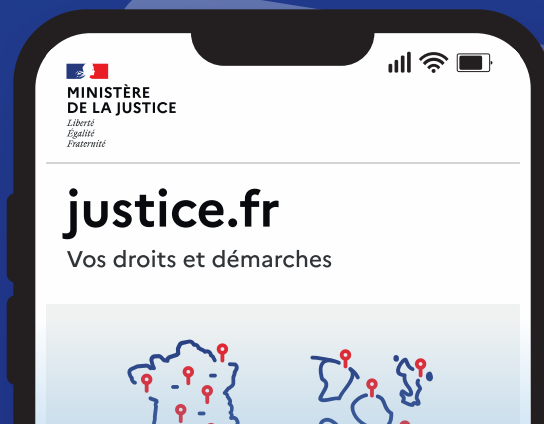 MINISTÈRE
DE LA JUSTICE
Liberté
Égalité
Fraternité
justice.fr
Vos droits et démarches